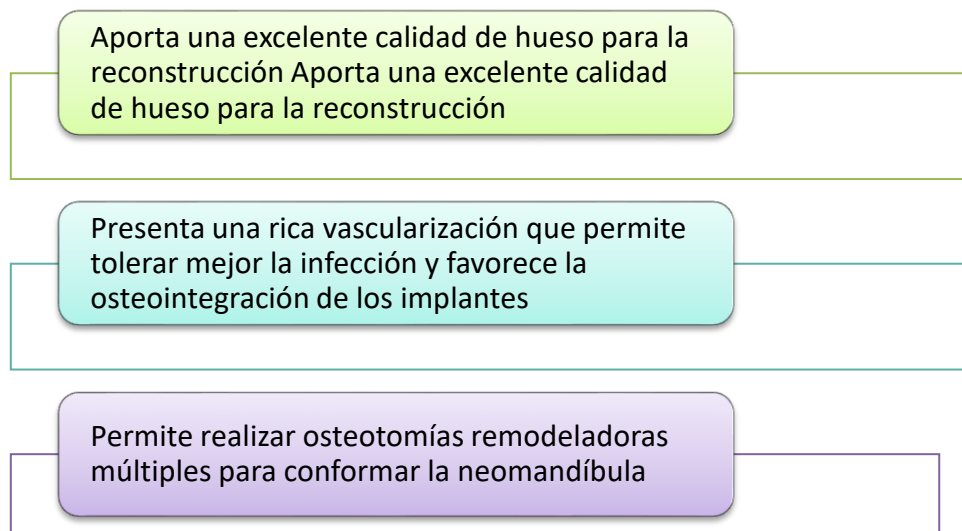 Aporta una excelente calidad de hueso para la
reconstrucción Aporta una excelente calidad
de hueso para la reconstrucción
Presenta una rica vascularización que permite
tolerar mejor la infección y favorece la
osteointegración de los implantes
Permite realizar osteotomías remodeladoras
múltiples para conformar la neomandíbula